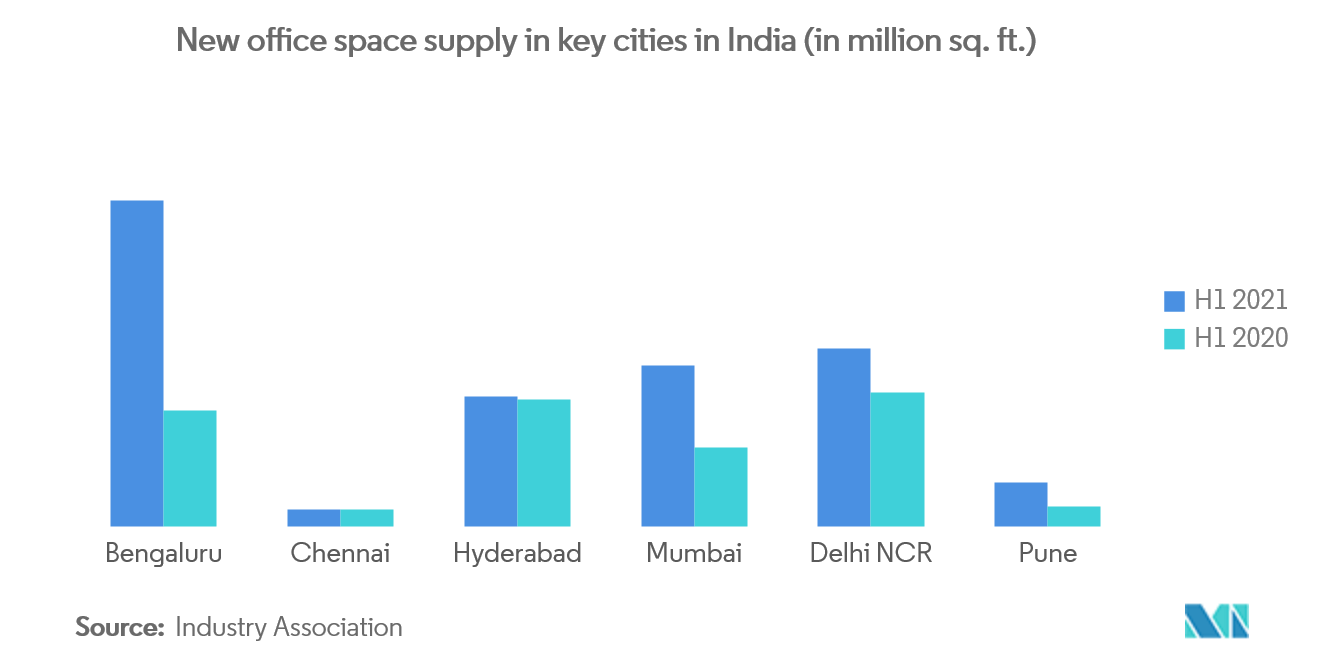 New office space supply in key cities in India (in million sq. ft.)
H1 2021
H1 2020
Bengaluru
Chennai
Hyderabad
Mumbai
Delhi NCR
Pune
Source: Industry Association